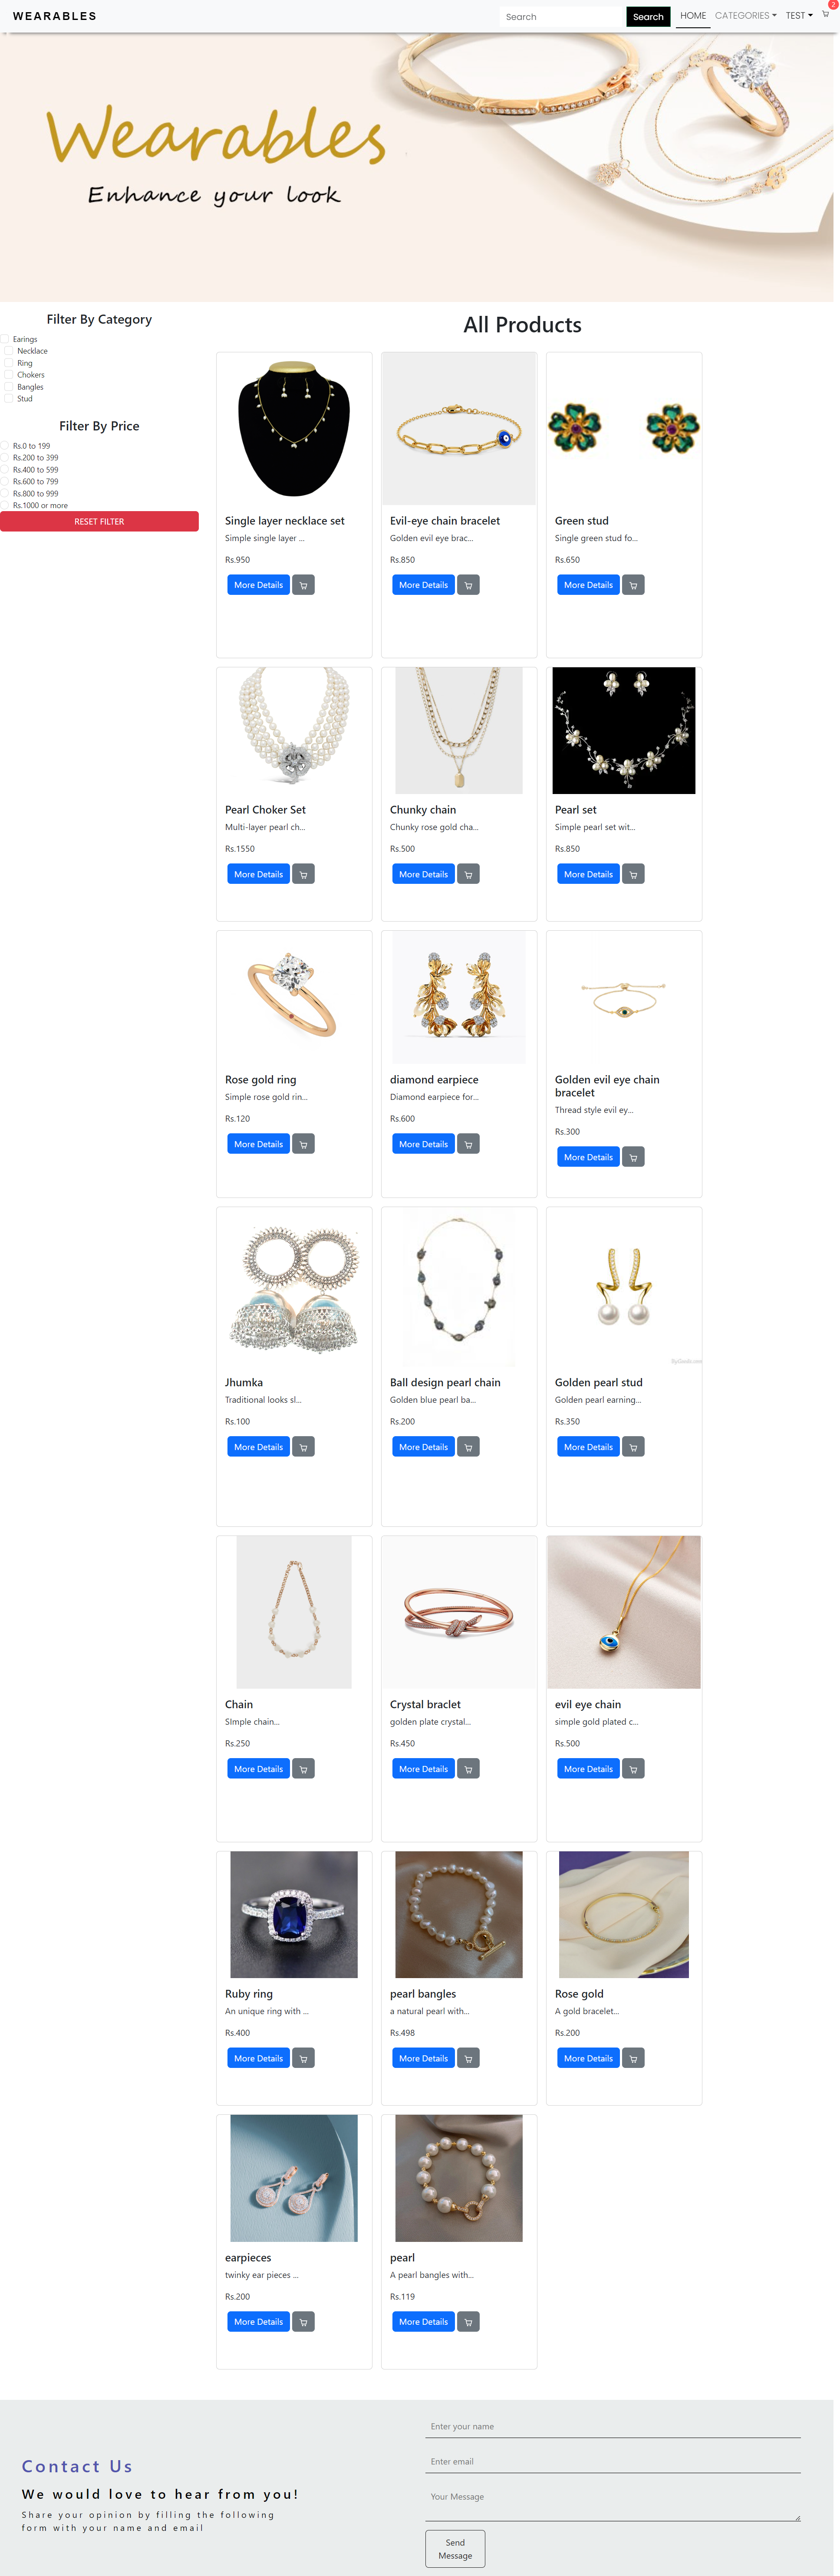 WEARABLES
Search
Search
HOME
CATEGORIES
TEST
2
Wearables
Enhance your look
Filter By Category
Earings
Necklace
Ring
Chokers
Bangles
Stud
Filter By Price
Rs.0 to 199
Rs.200 to 399
Rs.400 to 599
Rs.600 to 799
Rs.800 to 999
Rs.1000 or more
RESET FILTER
All Products
Single layer necklace set
Simple single layer ...
Rs.950
More Details
Evil-eye chain bracelet
Golden evil eye brac...
Rs.850
More Details
Green stud
Single green stud fo...
Rs.650
More Details
Pearl Choker Set
Multi-layer pearl ch...
Rs.1550
More Details
Chunky chain
Chunky rose gold cha...
Rs.500
More Details
Pearl set
Simple pearl set wit...
Rs.850
More Details
Rose gold ring
Simple rose gold rin...
Rs.120
More Details
diamond earpiece
Diamond earpiece for...
Rs.600
More Details
Golden evil eye chain
bracelet
Thread style evil ey...
Rs.300
More Details
Jhumka
Traditional looks sl...
Rs.100
More Details
Ball design pearl chain
Golden blue pearl ba...
Rs.200
More Details
Golden pearl stud
Golden pearl earning...
Rs.350
More Details
Chain
SImple chain...
Rs.250
More Details
Crystal braclet
golden plate crystal...
Rs.450
More Details
evil eye chain
simple gold plated c...
Rs.500
More Details
Ruby ring
An unique ring with ...
Rs.400
More Details
pearl bangles
a natural pearl with...
Rs.498
More Details
Rose gold
A gold bracelet...
Rs.200
More Details
earpieces
twinky ear pieces ...
Rs.200
More Details
pearl
A pearl bangles with...
Rs.119
More Details
Contact Us
We would love to hear from you!
Share your opinion by filling the following
form with your name and email
Enter your name
Enter email
Your Message
Send
Message